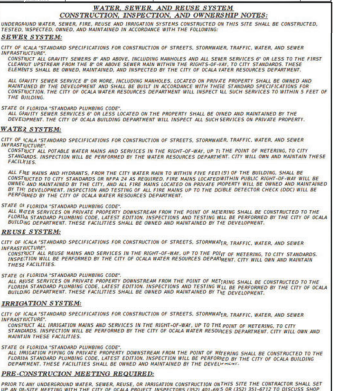 WATER, SEWER, AND REUSE SYSTEM
CONSTRUCTION, INSPECTION, AND OWNERSHIP NOTES:
UNDERGROUND WATER, SEWER, FIRE, REUSE AND IRRIGATION SYSTEMS CONSTRUCTED ON THIS SITE SHALL BE CONSTRUCTED,
TESTED, INSPECTED, OWNED, AND MAINTAINED IN ACCORDANCE WITH THE FOLLOWING:
SEWER SYSTEM:
CITY OF OCALA "STANDARD SPECIFICATIONS FOR CONSTRUCTION OF STREETS, STORMWATER, TRAFFIC, WATER, AND SEWER
INFRASTRUCTURE".
CONSTRUCT ALL GRAVITY SEWERS 8" AND ABOVE, INCLUDING MANHOLES AND ALL SEWER SERVICES 6" OR LESS TO THE FIRST
CLEANOUT UPSTREAM FROM THE 8" OR ABOVE SEWER MAIN WITHIN THE RIGHTS-OF-WAY, TO CITY STANDARDS. THESE
ELEMENTS SHALL BE OWNED, MAINTAINED, AND INSPECTED BY THE CITY OF OCALA WATER RESOURCES DEPARTMENT.
ALL GRAVITY SEWER 8" OR MORE, INCLUDING MANHOLES, LOCATED ON PRIVATE PROPERTY SHALL BE OWNED AND
MAINTAINED BY THE DEVELOPMENT AND SHALL BE BUILT IN ACCORDANCE WITH THESE STANDARD SPECIFICATIONS FOR
CONSTRUCTION. THE CITY OF OCALA WATER RESOURCES DEPARTMENT WILL INSPECT ALL SUCH SERVICES TO WITHIN 5 FEET OF
THE BUILDING.
STATE OF FLORIDA "STANDARD PLUMBING CODE".
ALL GRAVITY SEWER SERVICES 6" OR LESS LOCATED ON THE PROPERTY SHALL BE OWNED AND MAINTAINED BY THE
DEVELOPMENT. THE CITY OF OCALA BUILDING DEPARTMENT WILL INSPECT ALL SUCH SERVICES ON PRIVATE PROPERTY.
WATER SYSTEM:
CITY OF OCALA "STANDARD SPECIFICATIONS FOR CONSTRUCTION OF STREETS, STORMWATER, TRAFFIC, WATER, AND SEWER
INFRASTRUCTURE".
CONSTRUCT ALL POTABLE WATER MAINS AND SERVICES IN THE RIGHT-OF-WAY, UP TO THE POINT OF METERING, TO CITY
STANDARDS. INSPECTION WILL BE PERFORMED BY THE WATER RESOURCES DEPARTMENT. CITY WILL OWN AND MAINTAIN THESE
FACILITIES.
ALL FIRE MAINS AND HYDRANTS, FROM THE CITY WATER MAIN TO WITHIN FIVE FEET (5') OF THE BUILDING, SHALL BE
CONSTRUCTED TO CITY STANDARDS OR NFPA 24 AS REQUIRED. FIRE MAINS LOCATED WITHIN PUBLIC RIGHT-OF-WAY WILL BE
OWNED AND MAINTAINED BY THE CITY, AND ALL FIRE MAINS LOCATED ON PRIVATE PROPERTY WILL BE OWNED AND MAINTAINED
BY THE DEVELOPMENT. INSPECTION AND TESTING OF ALL FIRE MAINS UP TO THE DOUBLE DETECTOR CHECK (DDC) WILL BE
PERFORMED BY THE CITY OF OCALA WATER RESOURCES DEPARTMENT.
STATE OF FLORIDA "STANDARD PLUMBING CODE".
ALL WATER SERVICES ON PRIVATE PROPERTY DOWNSTREAM FROM THE POINT OF METERING SHALL BE CONSTRUCTED TO THE
FLORIDA STANDARD PLUMBING CODE, LATEST EDITION. INSPECTIONS AND TESTING WILL BE PERFORMED BY THE CITY OF OCALA
BUILDING DEPARTMENT. THESE FACILITIES SHALL BE OWNED AND MAINTAINED BY THE DEVELOPMENT.
REUSE SYSTEM:
CITY OF OCALA "STANDARD SPECIFICATIONS FOR CONSTRUCTION OF STREETS, STORMWATER, TRAFFIC, WATER, AND SEWER
INFRASTRUCTURE".
CONSTRUCT ALL REUSE MAINS AND SERVICES IN THE RIGHT-OF-WAY, UP TO THE POINT OF METERING, TO CITY STANDARDS.
INSPECTION WILL BE PERFORMED BY THE CITY OF OCALA WATER RESOURCES DEPARTMENT. CITY WILL OWN AND MAINTAIN
THESE FACILITIES.
STATE OF FLORIDA "STANDARD PLUMBING CODE".
ALL REUSE SERVICES ON PRIVATE PROPERTY DOWNSTREAM FROM THE POINT OF METERING SHALL BE CONSTRUCTED TO THE
FLORIDA STANDARD PLUMBING CODE, LATEST EDITION. INSPECTIONS AND TESTING WILL BE PERFORMED BY THE CITY OF OCALA
BUILDING DEPARTMENT. THESE FACILITIES SHALL BE OWNED AND MAINTAINED BY THE DEVELOPMENT.
IRRIGATION SYSTEM:
CITY OF OCALA "STANDARD SPECIFICATIONS FOR CONSTRUCTION OF STREETS, STORMWATER, TRAFFIC, WATER, AND SEWER
INFRASTRUCTURE".
CONSTRUCT ALL IRRIGATION MAINS AND SERVICES IN THE RIGHT-OF-WAY, UP TO THE POINT OF METERING, TO CITY
STANDARDS. INSPECTION WILL BE PERFORMED BY THE CITY OF OCALA WATER RESOURCES DEPARTMENT. CITY WILL OWN AND
MAINTAIN THESE FACILITIES.
STATE OF FLORIDA "STANDARD PLUMBING CODE".
ALL IRRIGATION PIPING ON PRIVATE PROPERTY DOWNSTREAM FROM THE POINT OF METERING SHALL BE CONSTRUCTED TO THE
FLORIDA STANDARD PLUMBING CODE, LATEST EDITION. INSPECTION WILL BE PERFORMED BY THE CITY OF OCALA BUILDING
DEPARTMENT. THESE FACILITIES SHALL BE OWNED AND MAINTAINED BY THE DEVELOPMENT.
PRE-CONSTRUCTION MEETING REQUIRED:
PRIOR TO ANY UNDERGROUND WATER, SEWER, REUSE, OR IRRIGATION CONSTRUCTION ON THIS SITE THE CONTRACTOR SHALL SET
UP AN ON-SITE MEETING WITH THE CITY OF OCALA PROJECT INSPECTORS (352) OR (352) 351-6772 TO DISCUSS SHOP